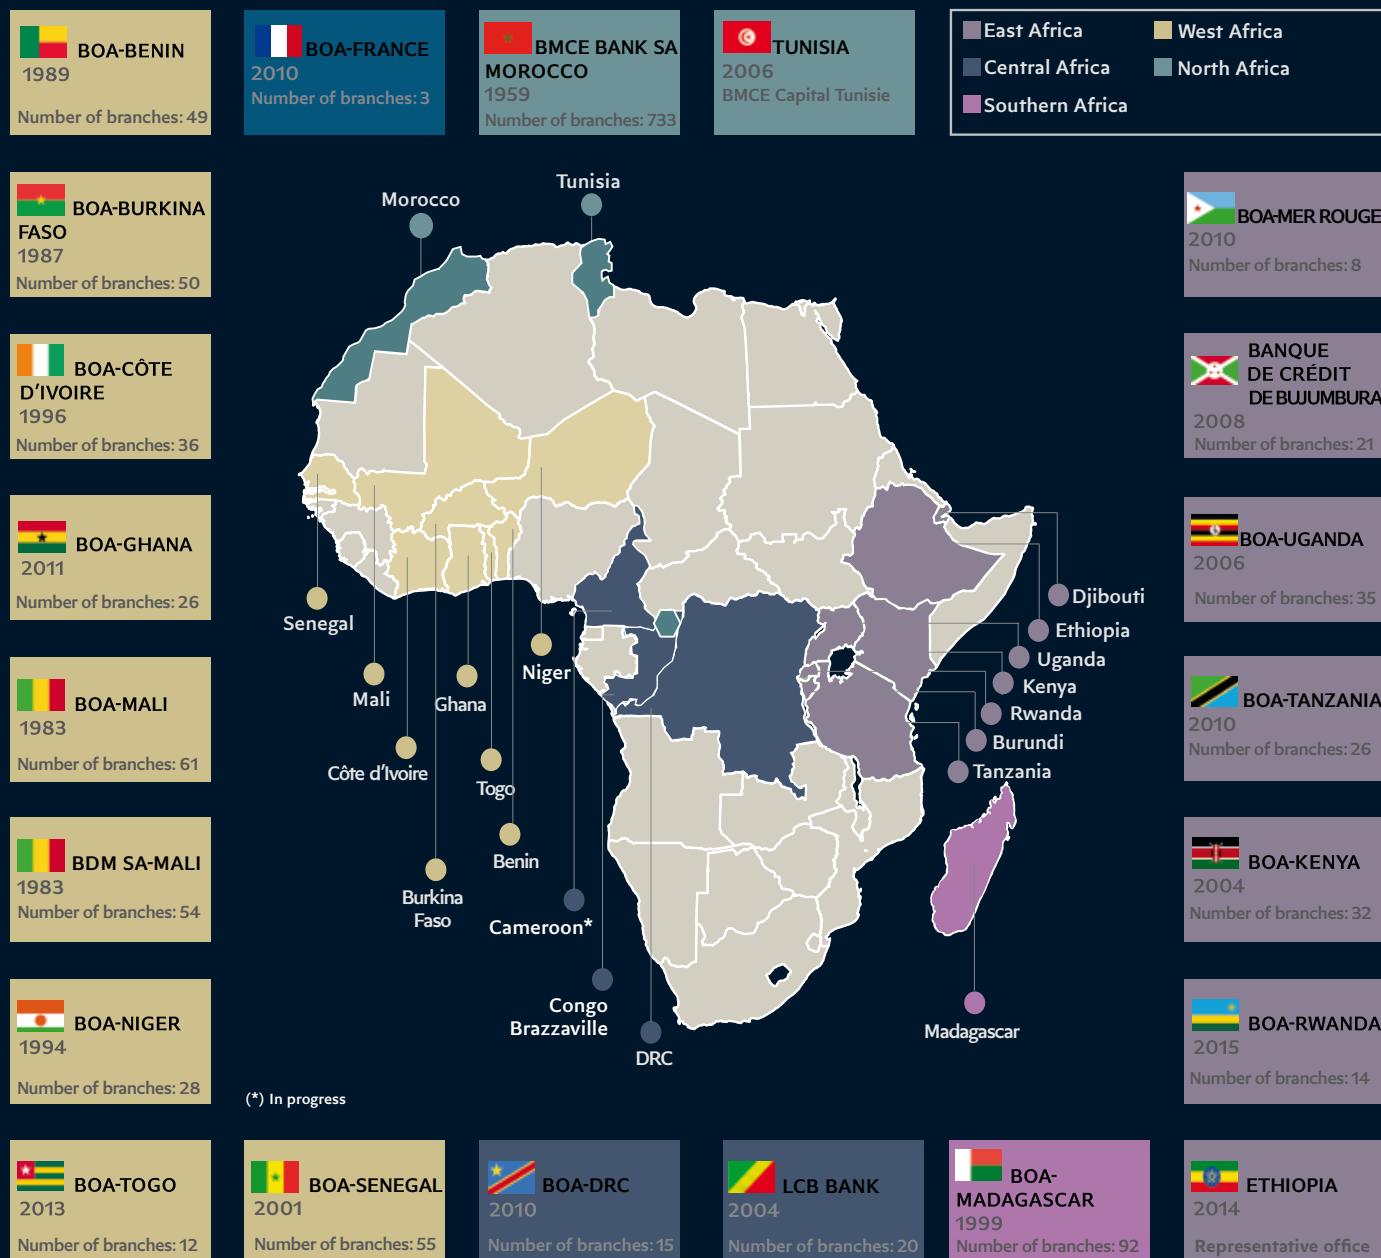 BOA-BENIN
1989
Number of branches: 49
BOA-FRANCE
2010
Number of branches: 3
BMCE BANK SA
MOROCCO
1959
Number of branches: 733
TUNISIA
2006
BMCE Capital Tunisie
East Africa
West Africa
Central Africa
North Africa
Southern Africa
BOA-BURKINA
FASO
1987
Number of branches: 50
BOA-CÔTE
D'IVOIRE
1996
Number of branches: 36
BOA-GHANA
2011
Number of branches: 26
BOA-MALI
1983
Number of branches: 61
BDM SA-MALI
1983
Number of branches: 54
BOA-NIGER
1994
Number of branches: 28
Morocco
Tunisia
Senegal
Mali
Ghana
Niger
Côte d'Ivoire
Togo
Benin
Burkina
Faso
Cameroon*
Congo
Brazzaville
DRC
Djibouti
Ethiopia
Uganda
Kenya
Rwanda
Burundi
Tanzania
Madagascar
(*) In progress
BOA-MER ROUGE
2010
Number of branches: 8
BANQUE
DE CRÉDIT
DE BUJUMBURA
2008
Number of branches: 21
BOA-UGANDA
2006
Number of branches: 35
BOA-TANZANIA
2010
Number of branches: 26
BOA-KENYA
2004
Number of branches: 32
BOA-RWANDA
2015
Number of branches: 14
BOA-TOGO
2013
Number of branches: 12
BOA-SENEGAL
2001
Number of branches: 55
BOA-DRC
2010
Number of branches: 15
LCB BANK
2004
Number of branches: 20
BOA-
MADAGASCAR
1999
Number of branches: 92
ETHIOPIA
2014
Representative office